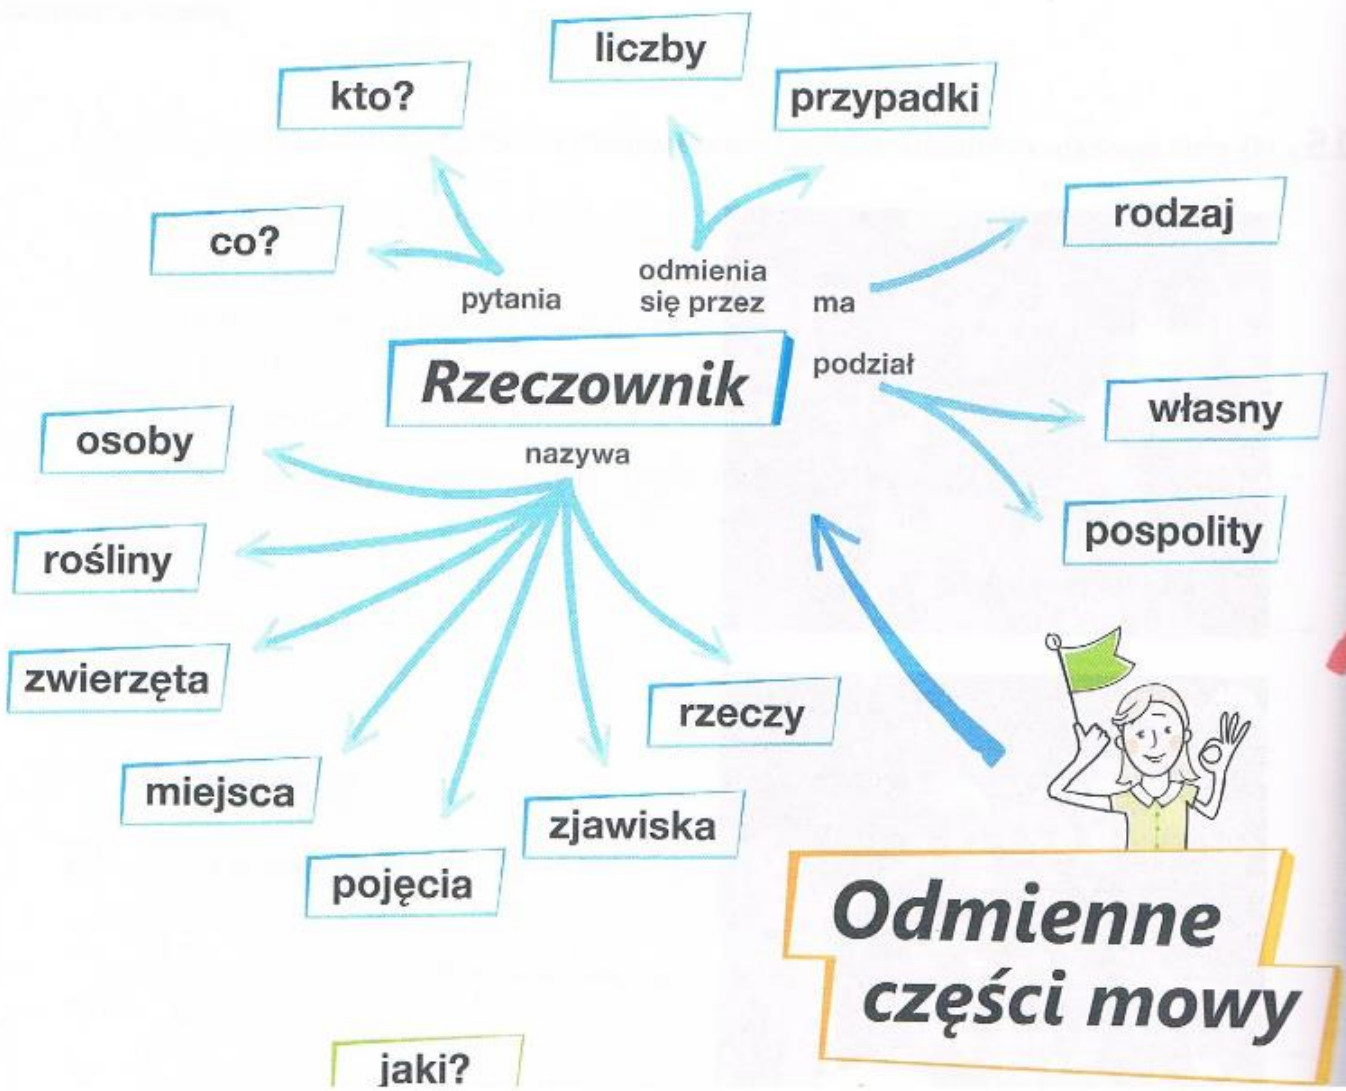 liczby
kto?
przypadki
co?
rodzaj
pytania
odmienia
się przez
ma
Rzeczownik
podział
własny
osoby
nazywa
pospolity
rośliny
zwierzęta
rzeczy
miejsca
zjawiska
pojęcia
Odmienne
części mowy
jaki?